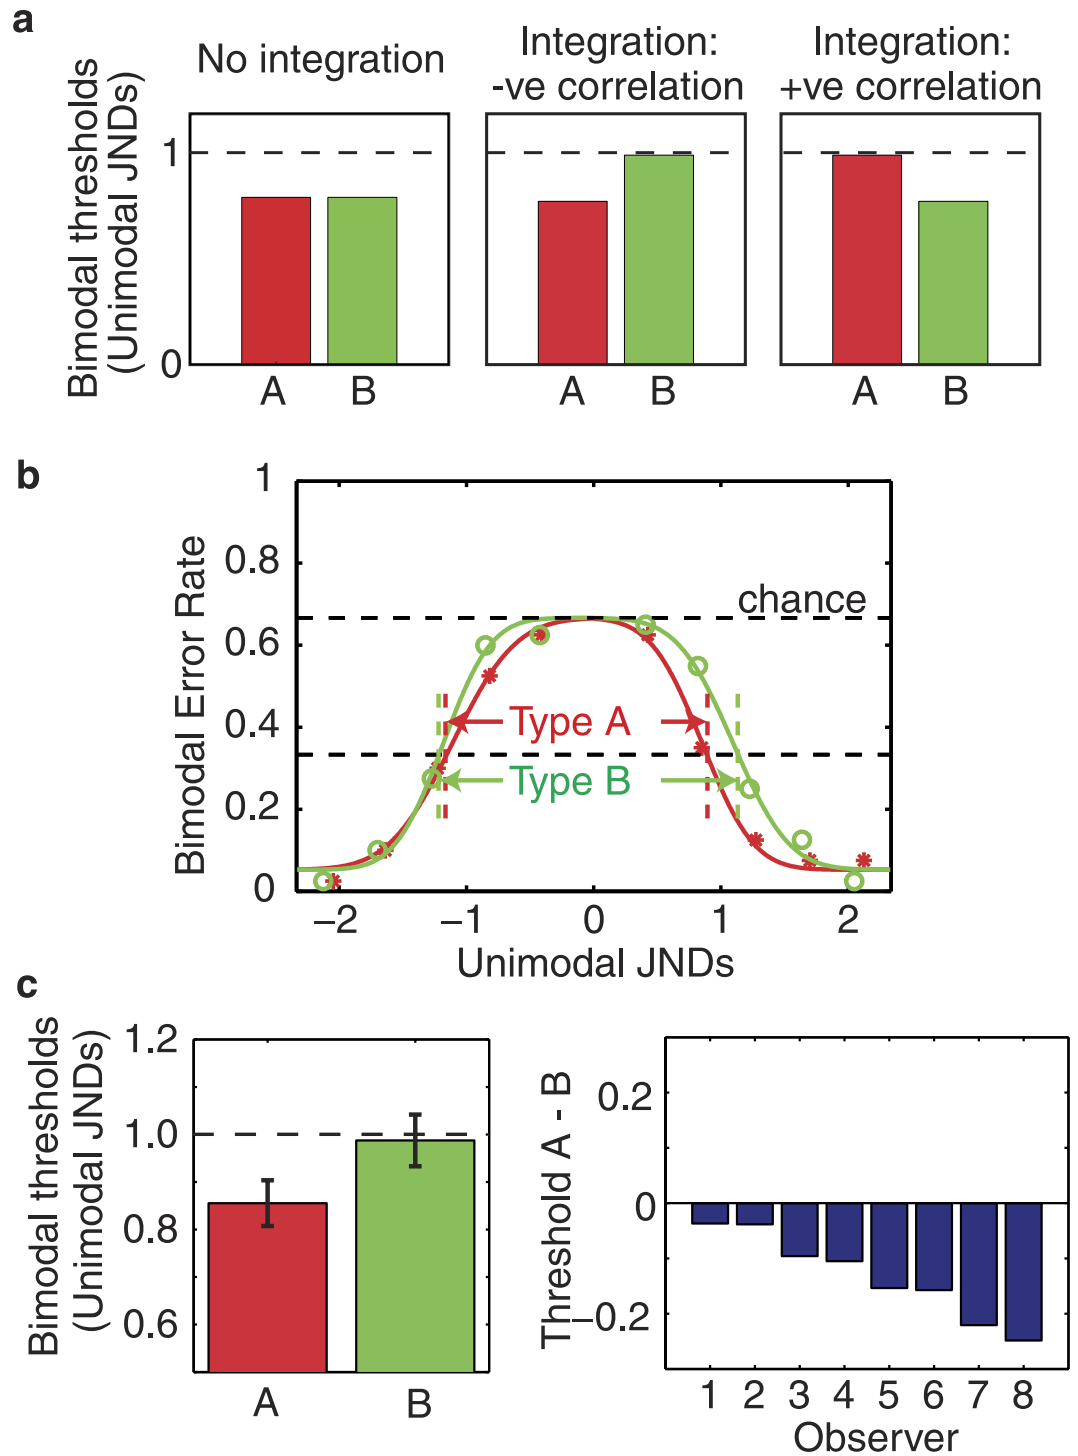 a
No integration
Integration:
-ve correlation
Integration:
+ve correlation
Bimodal thresholds
(Unimodal JNDs)
1
0
A B
A B
A B
b
Bimodal Error Rate
1
0.8
0.6
0.4
0.2
0
chance
Type A
Type B
−2 −1 0 1 2
Unimodal JNDs
c
Bimodal thresholds
(Unimodal JNDs)
1.2
1.0
0.8
0.6
A B
Threshold A - B
0.2
0
−0.2
1 2 3 4 5 6 7 8
Observer